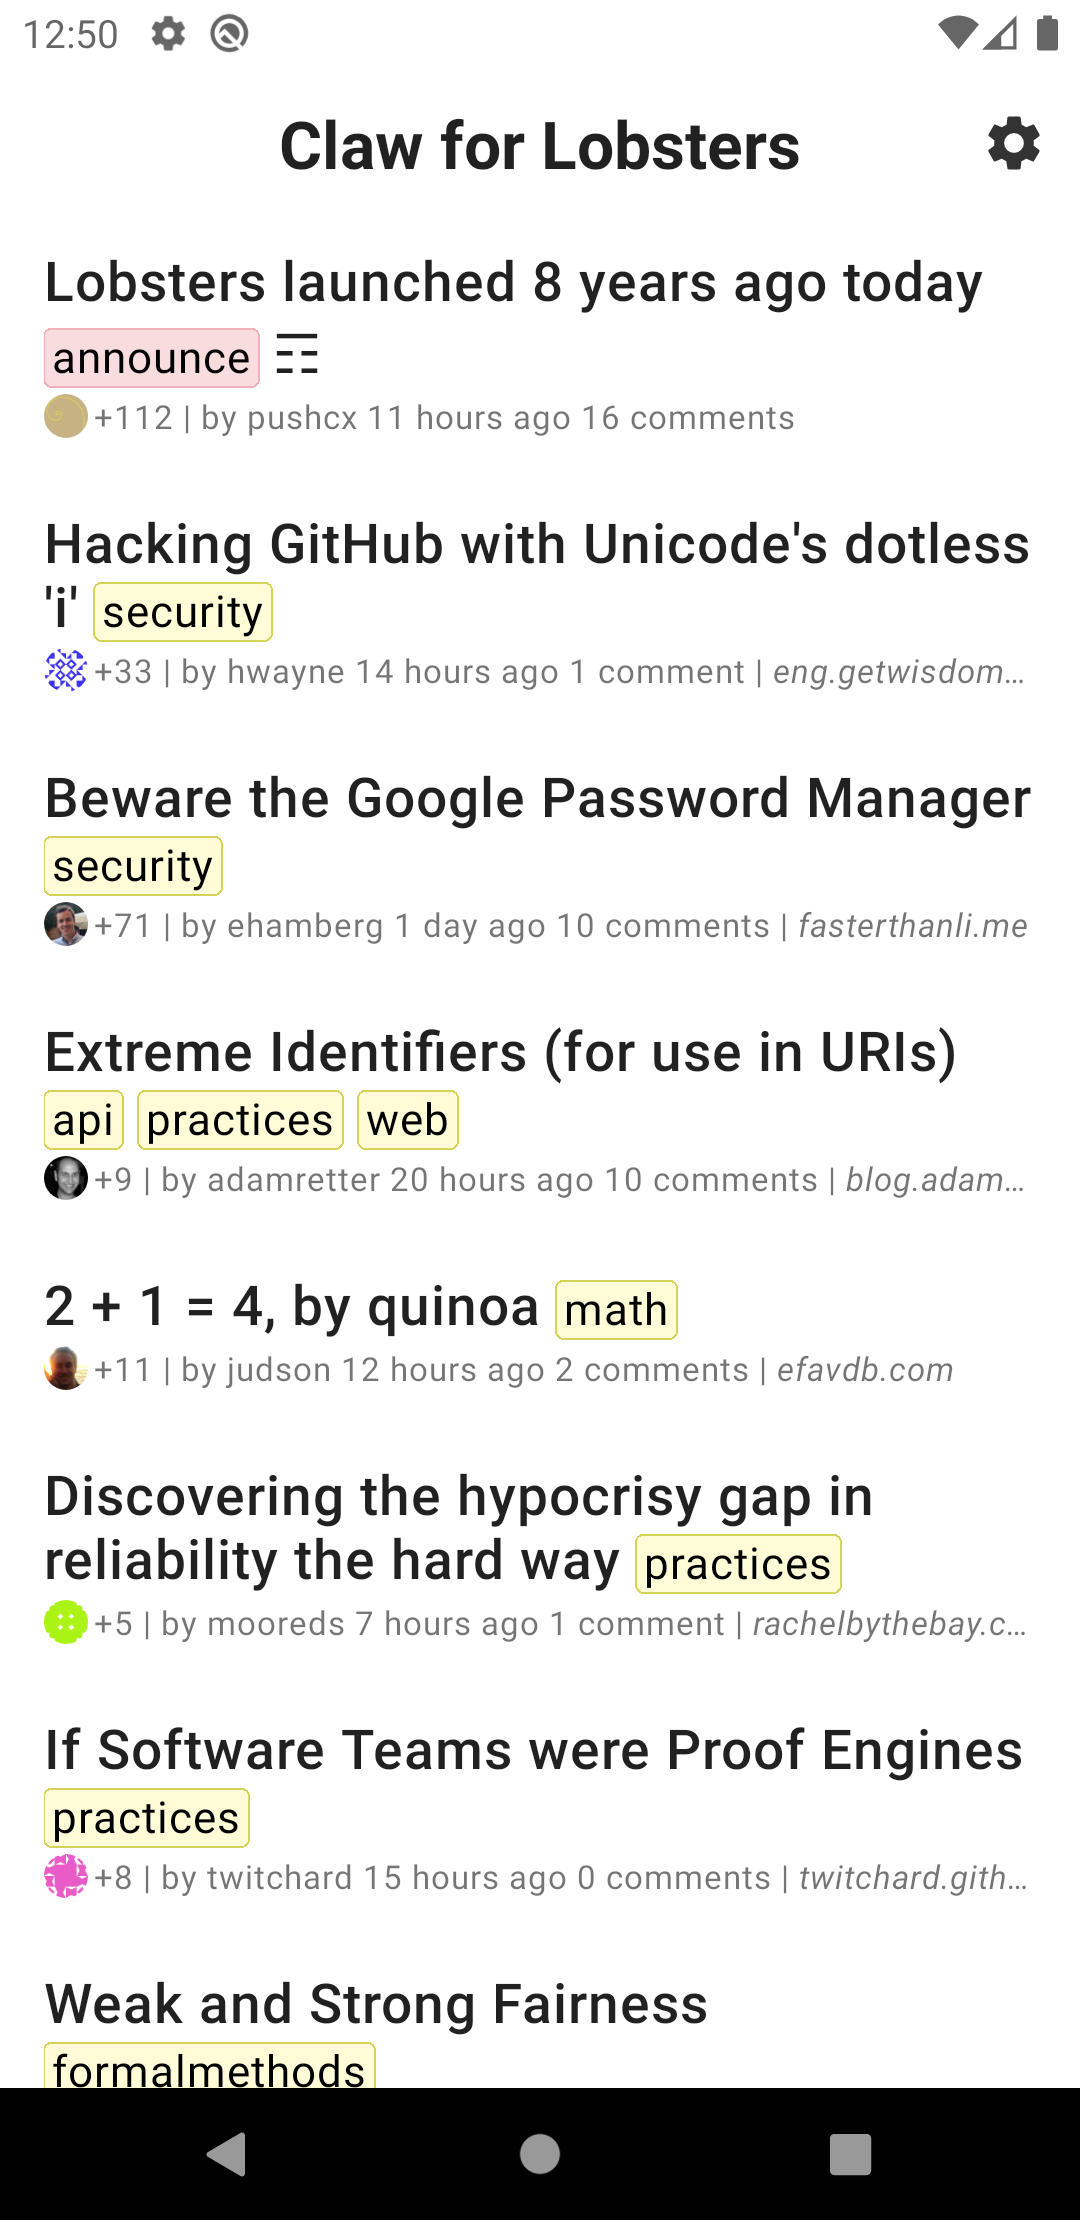 12:50
Claw for Lobsters
Lobsters launched 8 years ago today
announce ☶
+112 | by pushcx 11 hours ago 16 comments
Hacking GitHub with Unicode's dotless
'i' security
+33 | by hwayne 14 hours ago 1 comment | eng.getwisdom…
Beware the Google Password Manager
security
+71 | by ehamberg 1 day ago 10 comments | fasterthanli.me
Extreme Identifiers (for use in URIs)
api practices web
+9 | by adamretter 20 hours ago 10 comments | blog.adam…
2 + 1 = 4, by quinoa math
+11 | by judson 12 hours ago 2 comments | efavdb.com
Discovering the hypocrisy gap in
reliability the hard way practices
+5 | by mooreds 7 hours ago 1 comment | rachelbythebay.c…
If Software Teams were Proof Engines
practices
+8 | by twitchard 15 hours ago 0 comments | twitchard.gith…
Weak and Strong Fairness
formalmethods